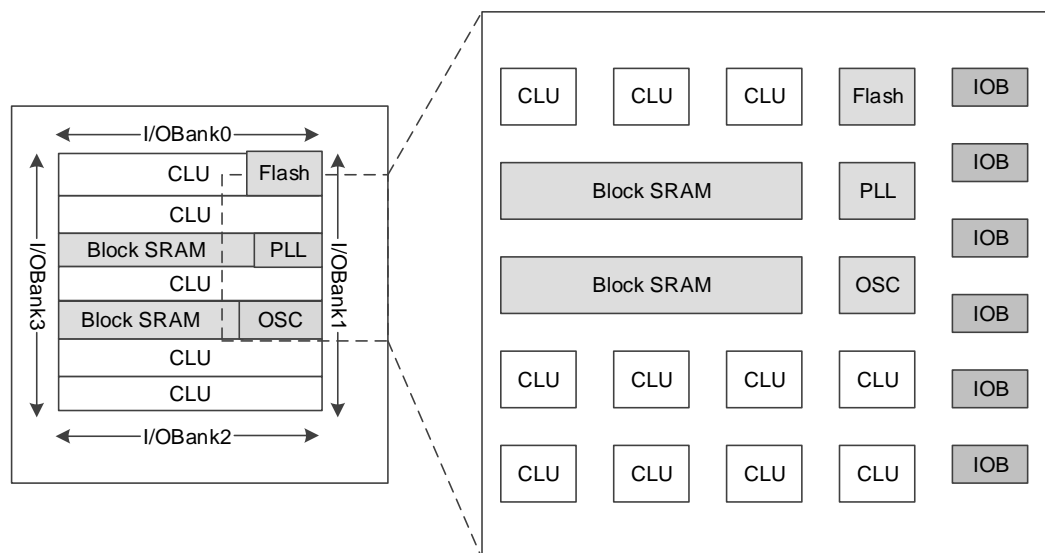 I/OBank0
CLU
Flash
CLU
Block SRAM
PLL
CLU
Block SRAM
OSC
CLU
CLU
I/OBank3
I/OBank1
I/OBank2
CLU
CLU
CLU
Flash
IOB
Block SRAM
PLL
IOB
Block SRAM
OSC
IOB
IOB
CLU
CLU
CLU
CLU
IOB
CLU
CLU
CLU
CLU
IOB